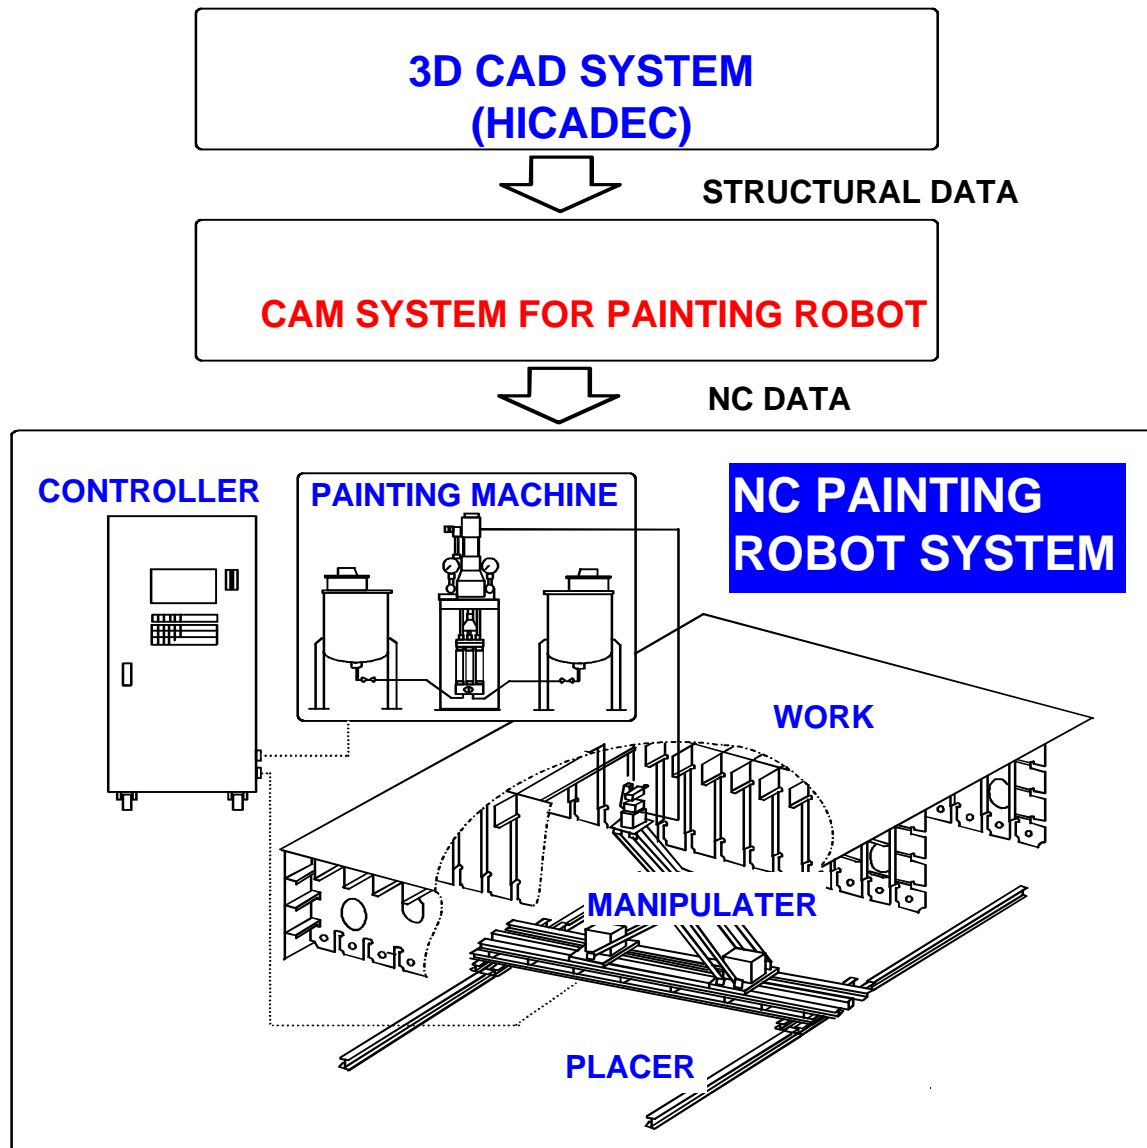 3D CAD SYSTEM
(HICADEC)
STRUCTURAL DATA
CAM SYSTEM FOR PAINTING ROBOT
NC DATA
CONTROLLER
PAINTING MACHINE
NC PAINTING
ROBOT SYSTEM
WORK
MANIPULATER
PLACER